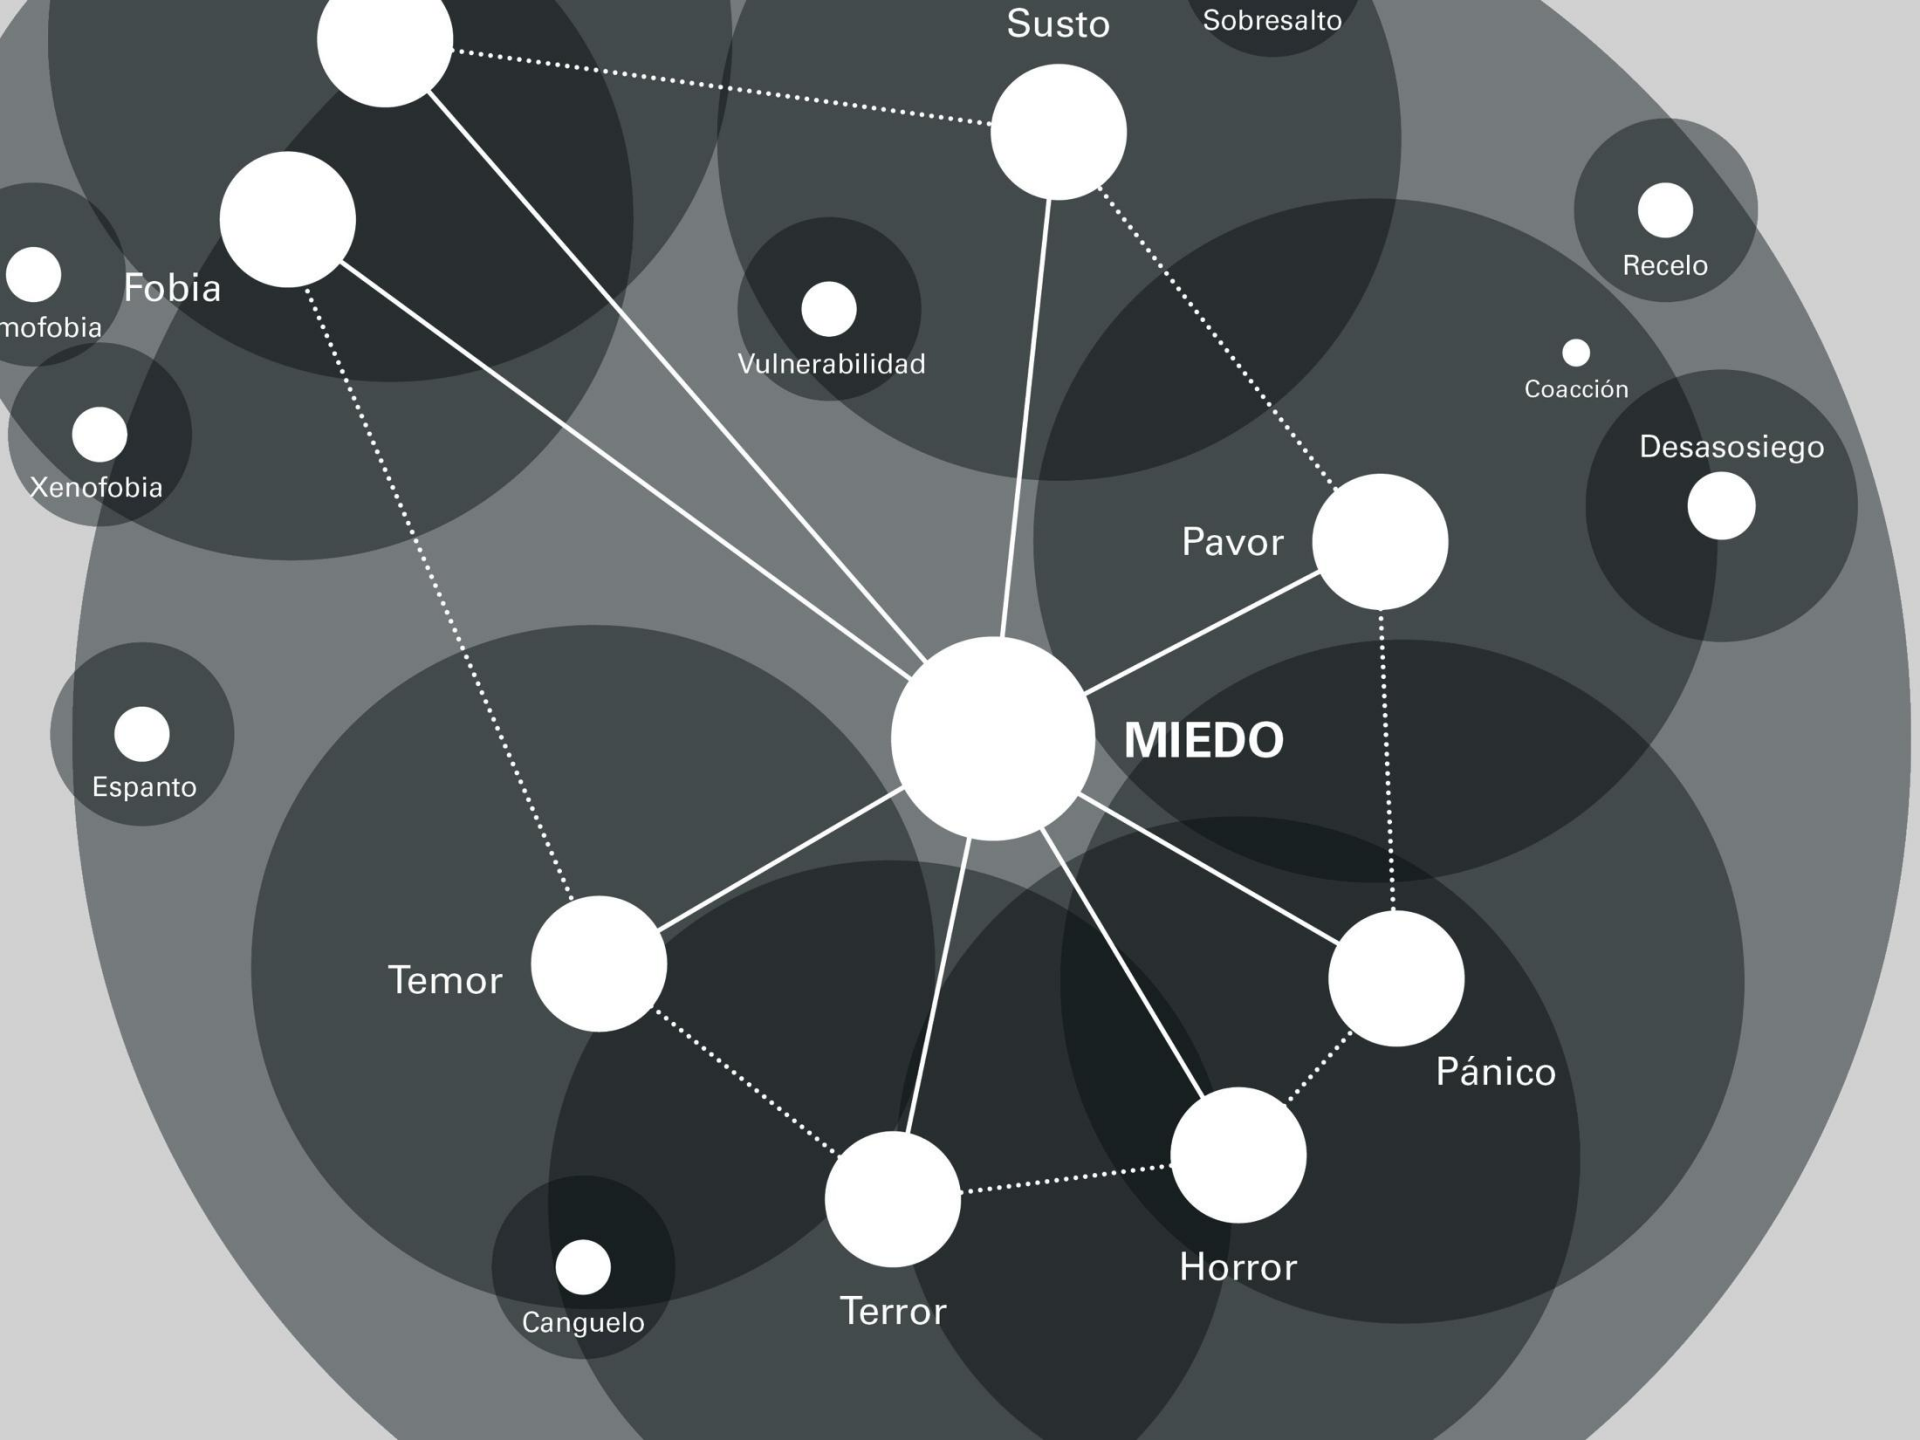 Susto
Sobresalto
Recelo
Fobia
mofobia
Vulnerabilidad
Coacción
Desasosiego
Xenofobia
Pavor
MIEDO
Espanto
Temor
Pánico
Horror
Terror
Canguelo